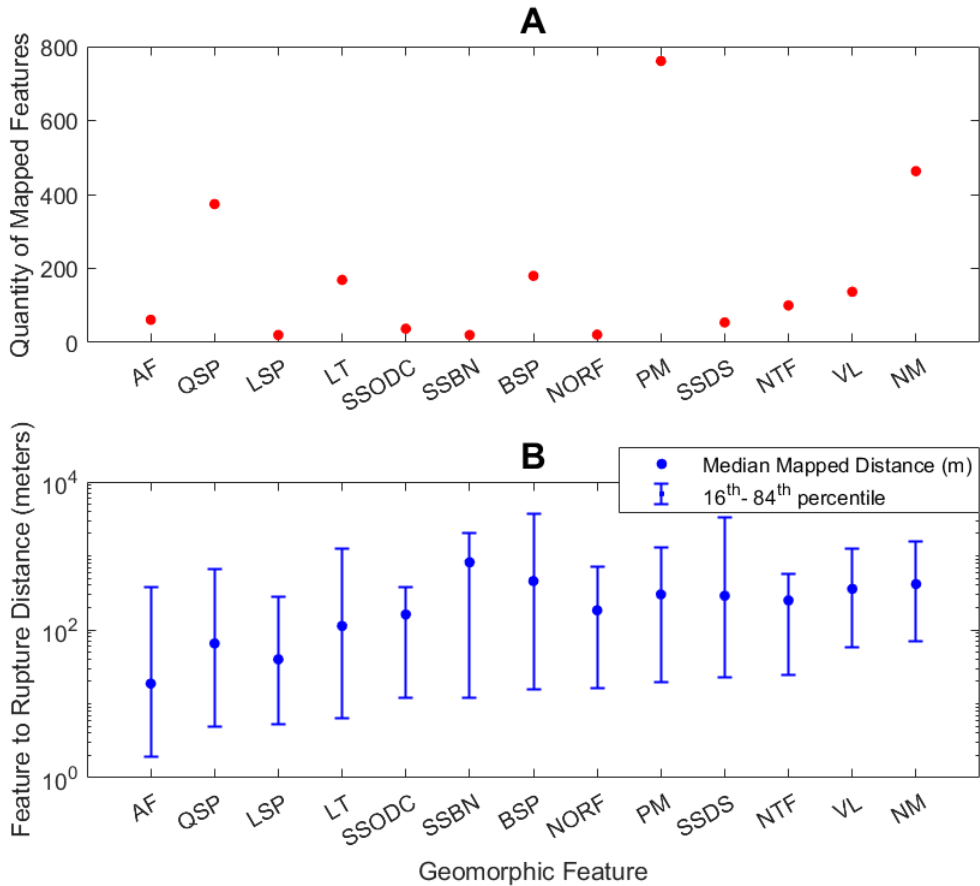 A
Quantity of Mapped Features
800
600
400
200
0
AF QSP LSP LT SSODC SSBN BSP NORF PM SSDS NTF VL NM
B
Median Mapped Distance (m)
16th- 84th percentile
Feature to Rupture Distance (meters)
10^4
10^2
10^0
AF QSP LSP LT SSODC SSBN BSP NORF PM SSDS NTF VL NM
Geomorphic Feature